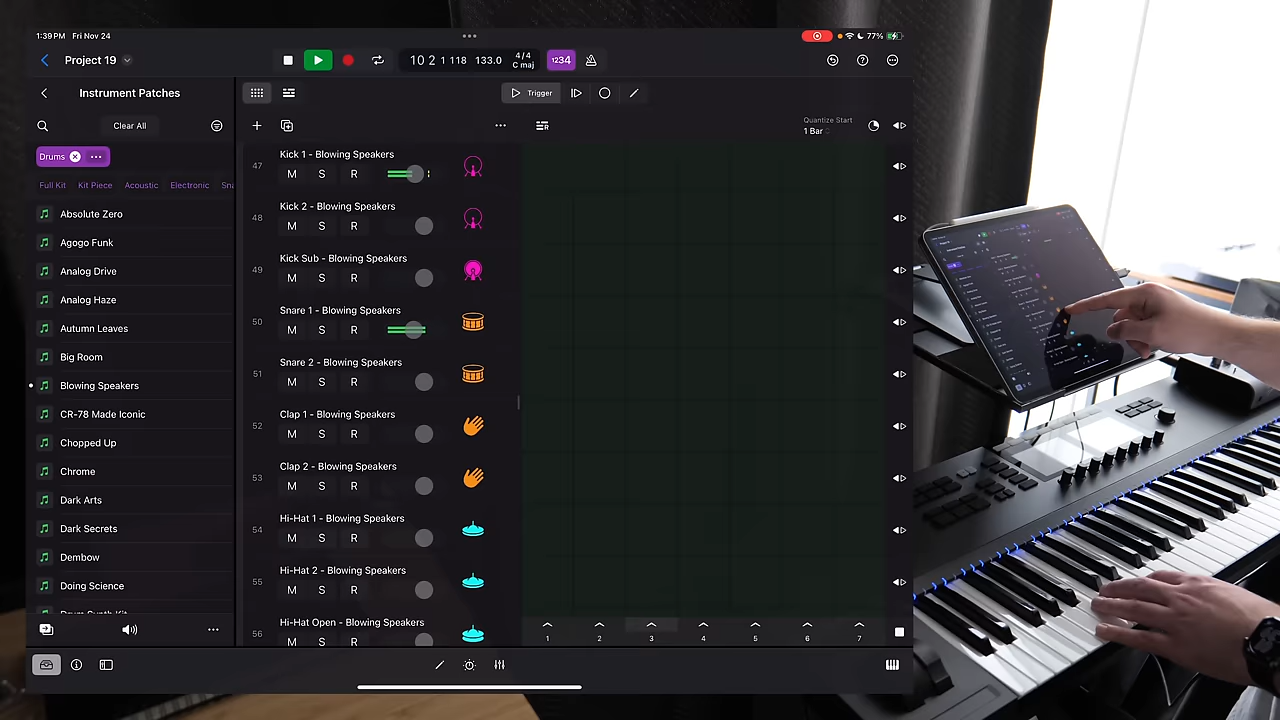 1:39 PM Fri Nov 24
77%
Project 19
10 2 1 118 133.0 4/4 C maj
1234
Instrument Patches
Trigger
Clear All
Quantize Start
1 Bar
Drums
Full Kit Kit Piece Acoustic Electronic Sna
Absolute Zero
Agogo Funk
Analog Drive
Analog Haze
Autumn Leaves
Big Room
Blowing Speakers
CR-78 Made Iconic
Chopped Up
Chrome
Dark Arts
Dark Secrets
Dembow
Doing Science
Drum Synth Kit
47 Kick 1 - Blowing Speakers
M S R
48 Kick 2 - Blowing Speakers
M S R
49 Kick Sub - Blowing Speakers
M S R
50 Snare 1 - Blowing Speakers
M S R
51 Snare 2 - Blowing Speakers
M S R
52 Clap 1 - Blowing Speakers
M S R
53 Clap 2 - Blowing Speakers
M S R
54 Hi-Hat 1 - Blowing Speakers
M S R
55 Hi-Hat 2 - Blowing Speakers
M S R
56 Hi-Hat Open - Blowing Speakers
M S R
1 2 3 4 5 6 7